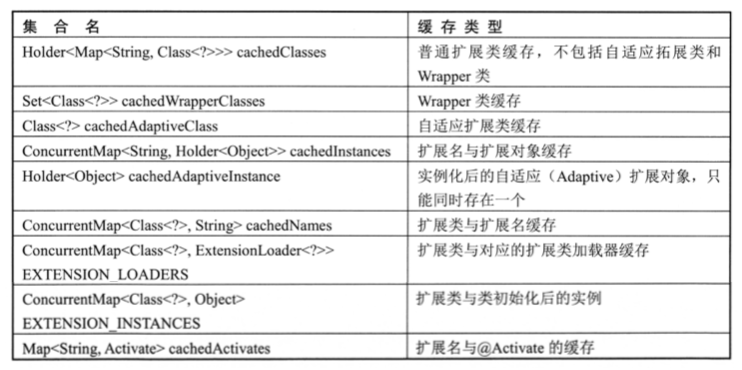 集 合 名 缓 存 类 型
Holder<Map<String, Class<?>>> cachedClasses 普通扩展类缓存，不包括自适应拓展类和
Wrapper 类
Set<Class<?>> cachedWrapperClasses Wrapper 类缓存
Class<?> cachedAdaptiveClass 自适应扩展类缓存
ConcurrentMap<String, Holder<Object>> cachedInstances 扩展名与扩展对象缓存
Holder<Object> cachedAdaptiveInstance 实例化后的自适应（Adaptive）扩展对象，只
能同时存在一个
ConcurrentMap<Class<?>, String> cachedNames 扩展类与扩展名缓存
ConcurrentMap<Class<?>, ExtensionLoader<?>> 扩展类与对应的扩展类加载器缓存
EXTENSION_LOADERS
ConcurrentMap<Class<?>, Object> 扩展类与类初始化后的实例
EXTENSION_INSTANCES
Map<String, Activate> cachedActivates 扩展名与@Activate 的缓存